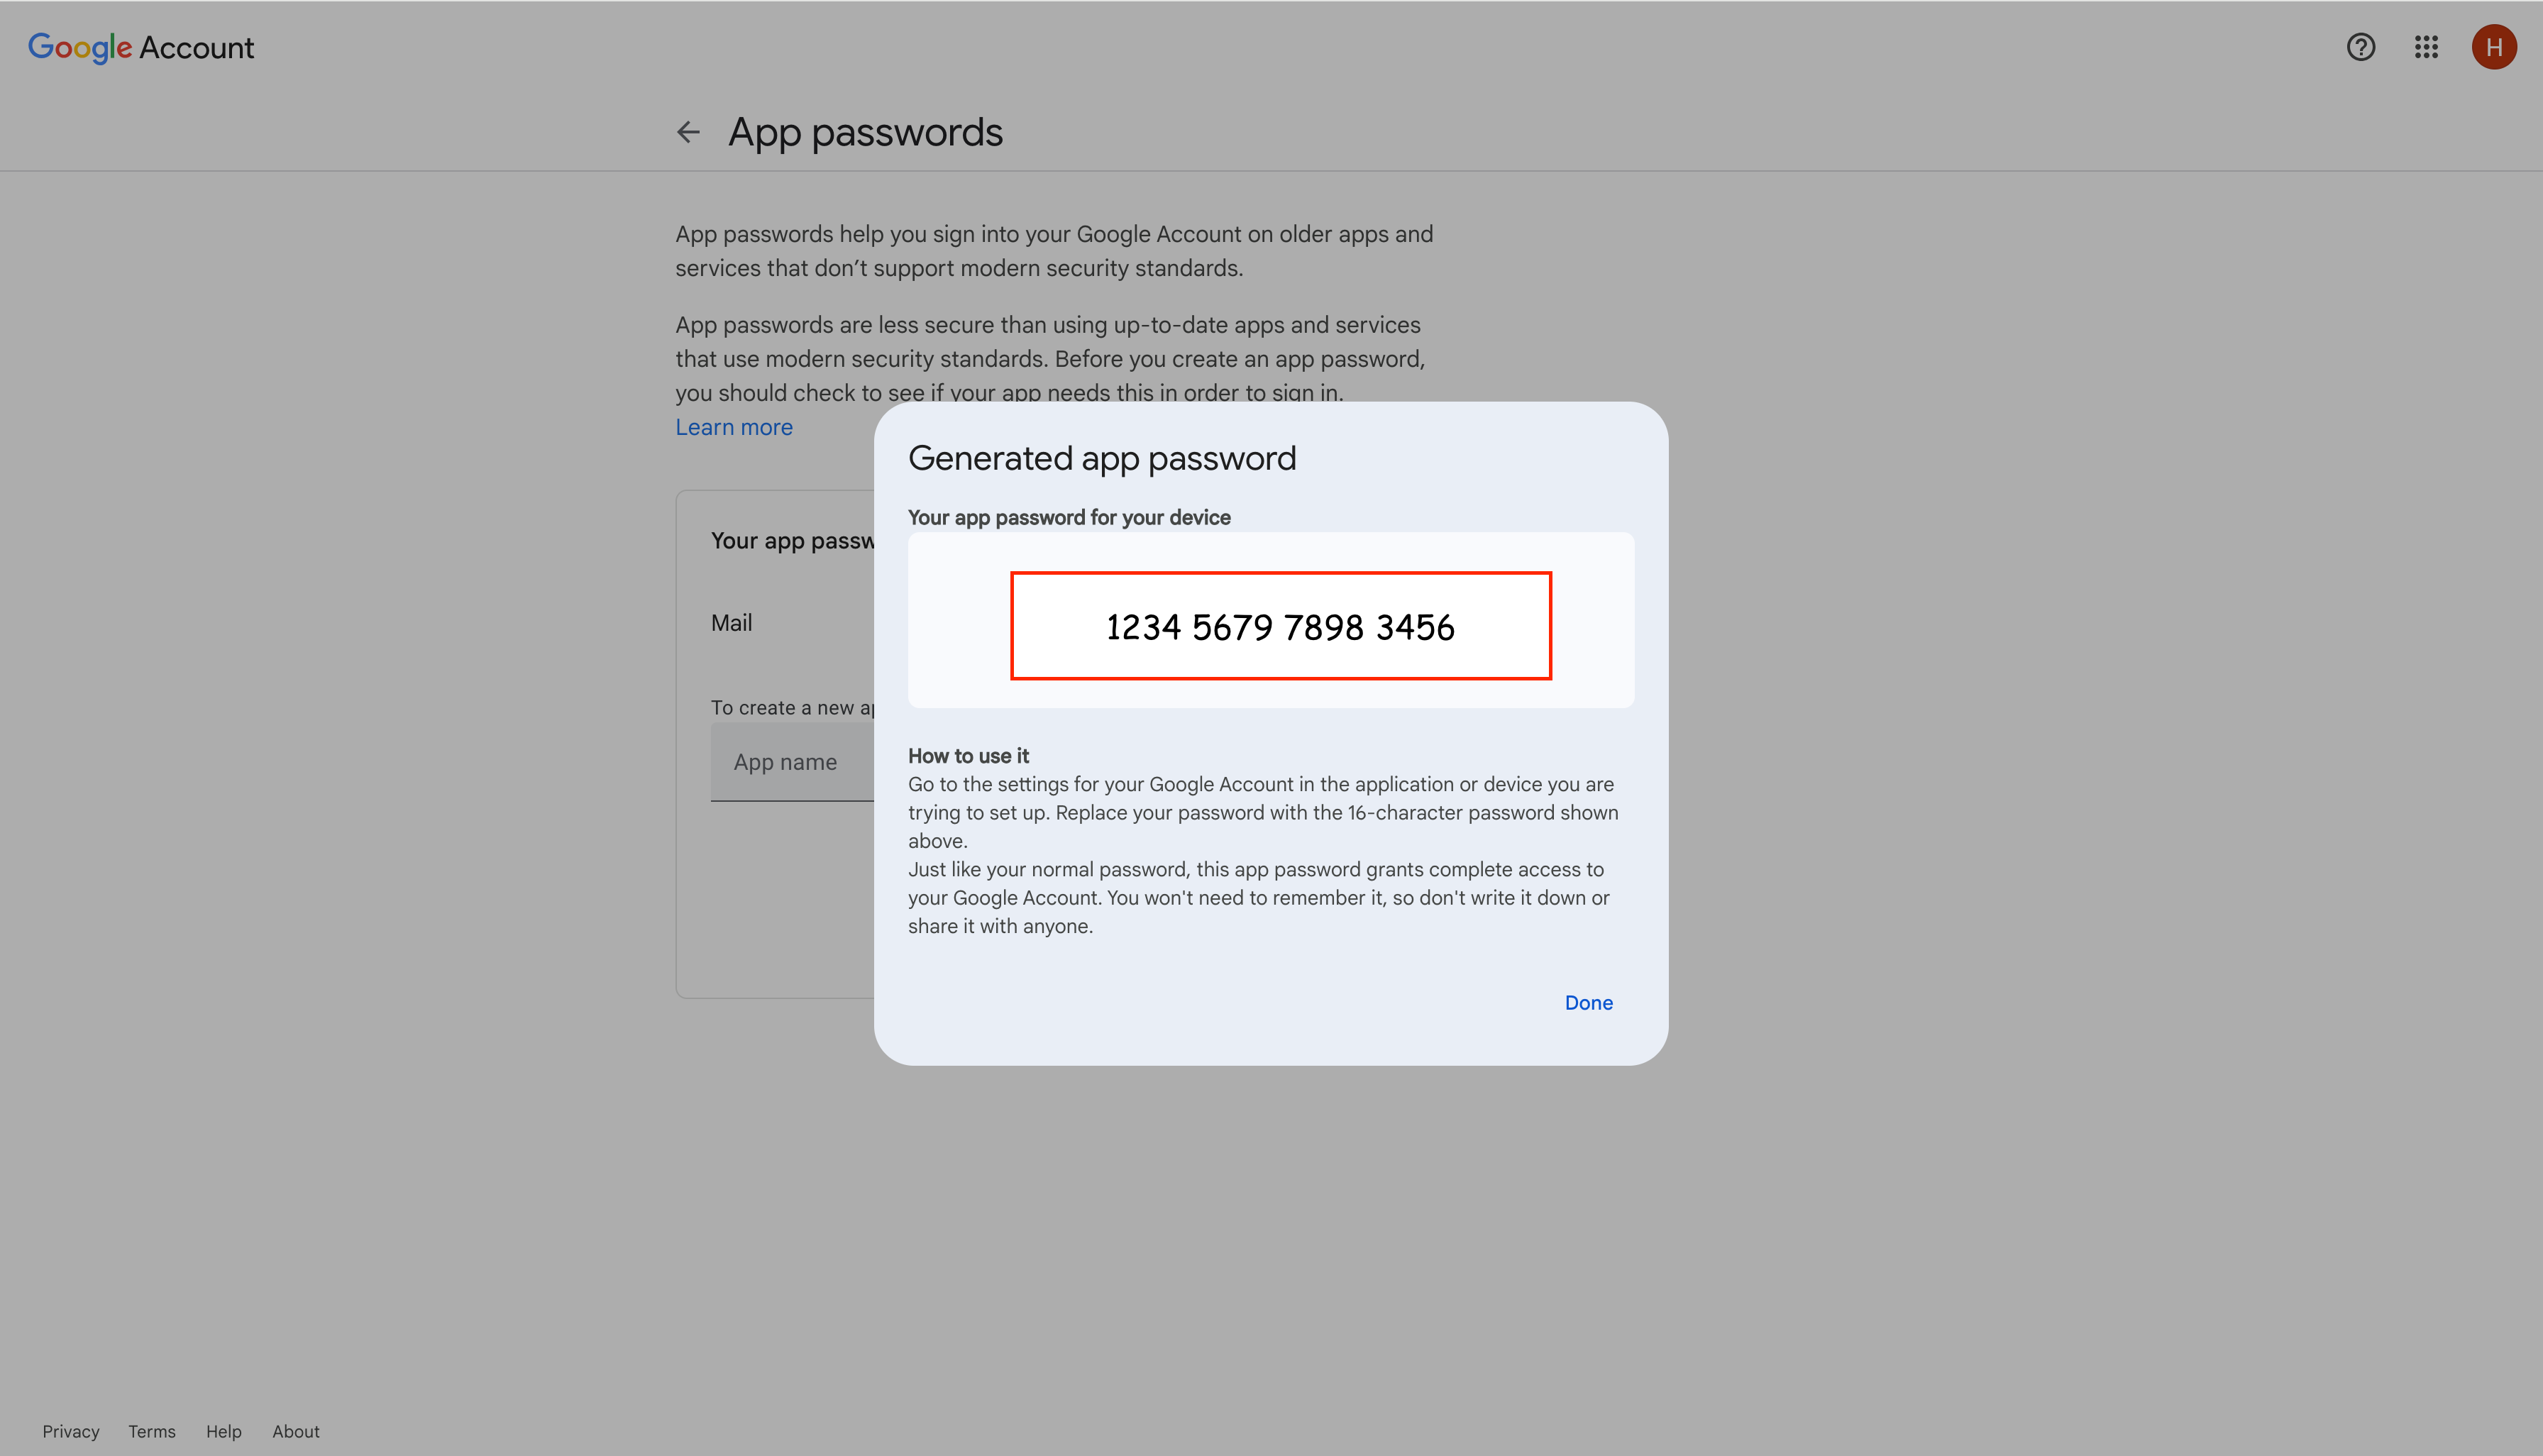 Google Account
H
App passwords
App passwords help you sign into your Google Account on older apps and
services that don’t support modern security standards.
App passwords are less secure than using up-to-date apps and services
that use modern security standards. Before you create an app password,
you should check to see if your app needs this in order to sign in.
Learn more
Your app passw
Mail
To create a new ap
App name
Generated app password
Your app password for your device
1234 5679 7898 3456
How to use it
Go to the settings for your Google Account in the application or device you are
trying to set up. Replace your password with the 16-character password shown
above.
Just like your normal password, this app password grants complete access to
your Google Account. You won't need to remember it, so don't write it down or
share it with anyone.
Done
Privacy Terms Help About